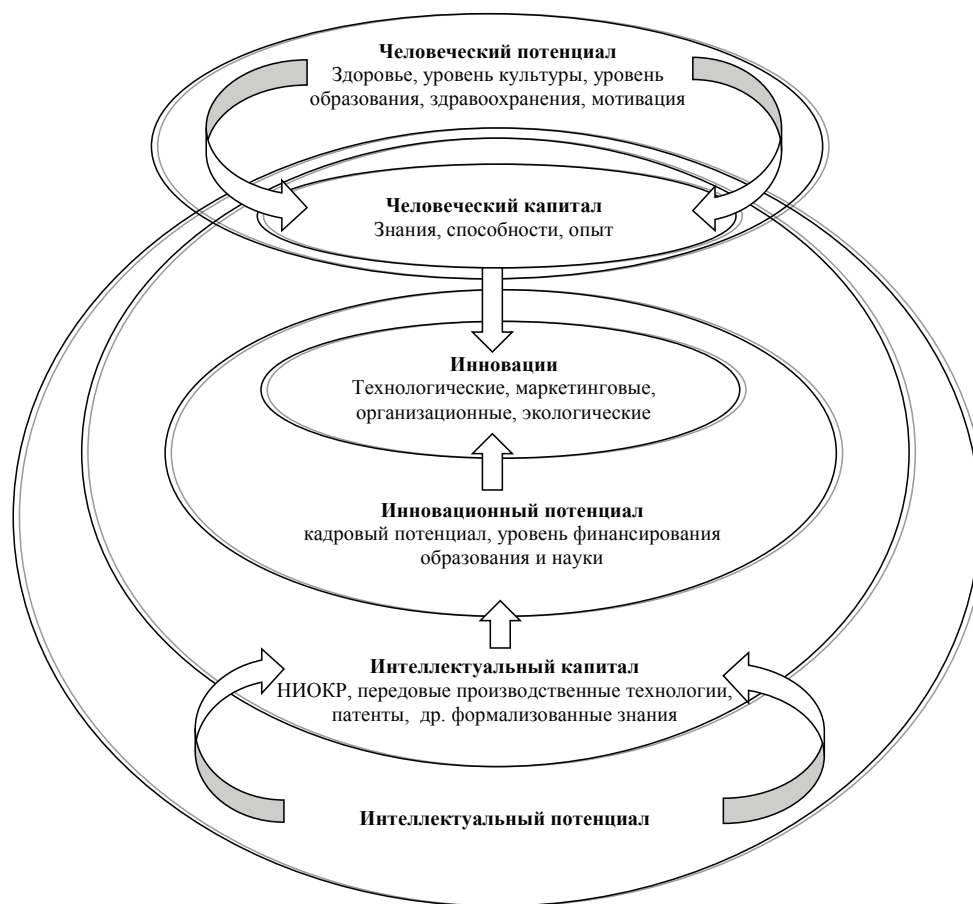 Человеческий потенциал
Здоровье, уровень культуры, уровень
образования, здравоохранения, мотивация
Человеческий капитал
Знания, способности, опыт
Инновации
Технологические, маркетинговые,
организационные, экологические
Инновационный потенциал
кадровый потенциал, уровень финансирования
образования и науки
Интеллектуальный капитал
НИОКР, передовые производственные технологии,
патенты, др. формализованные знания
Интеллектуальный потенциал